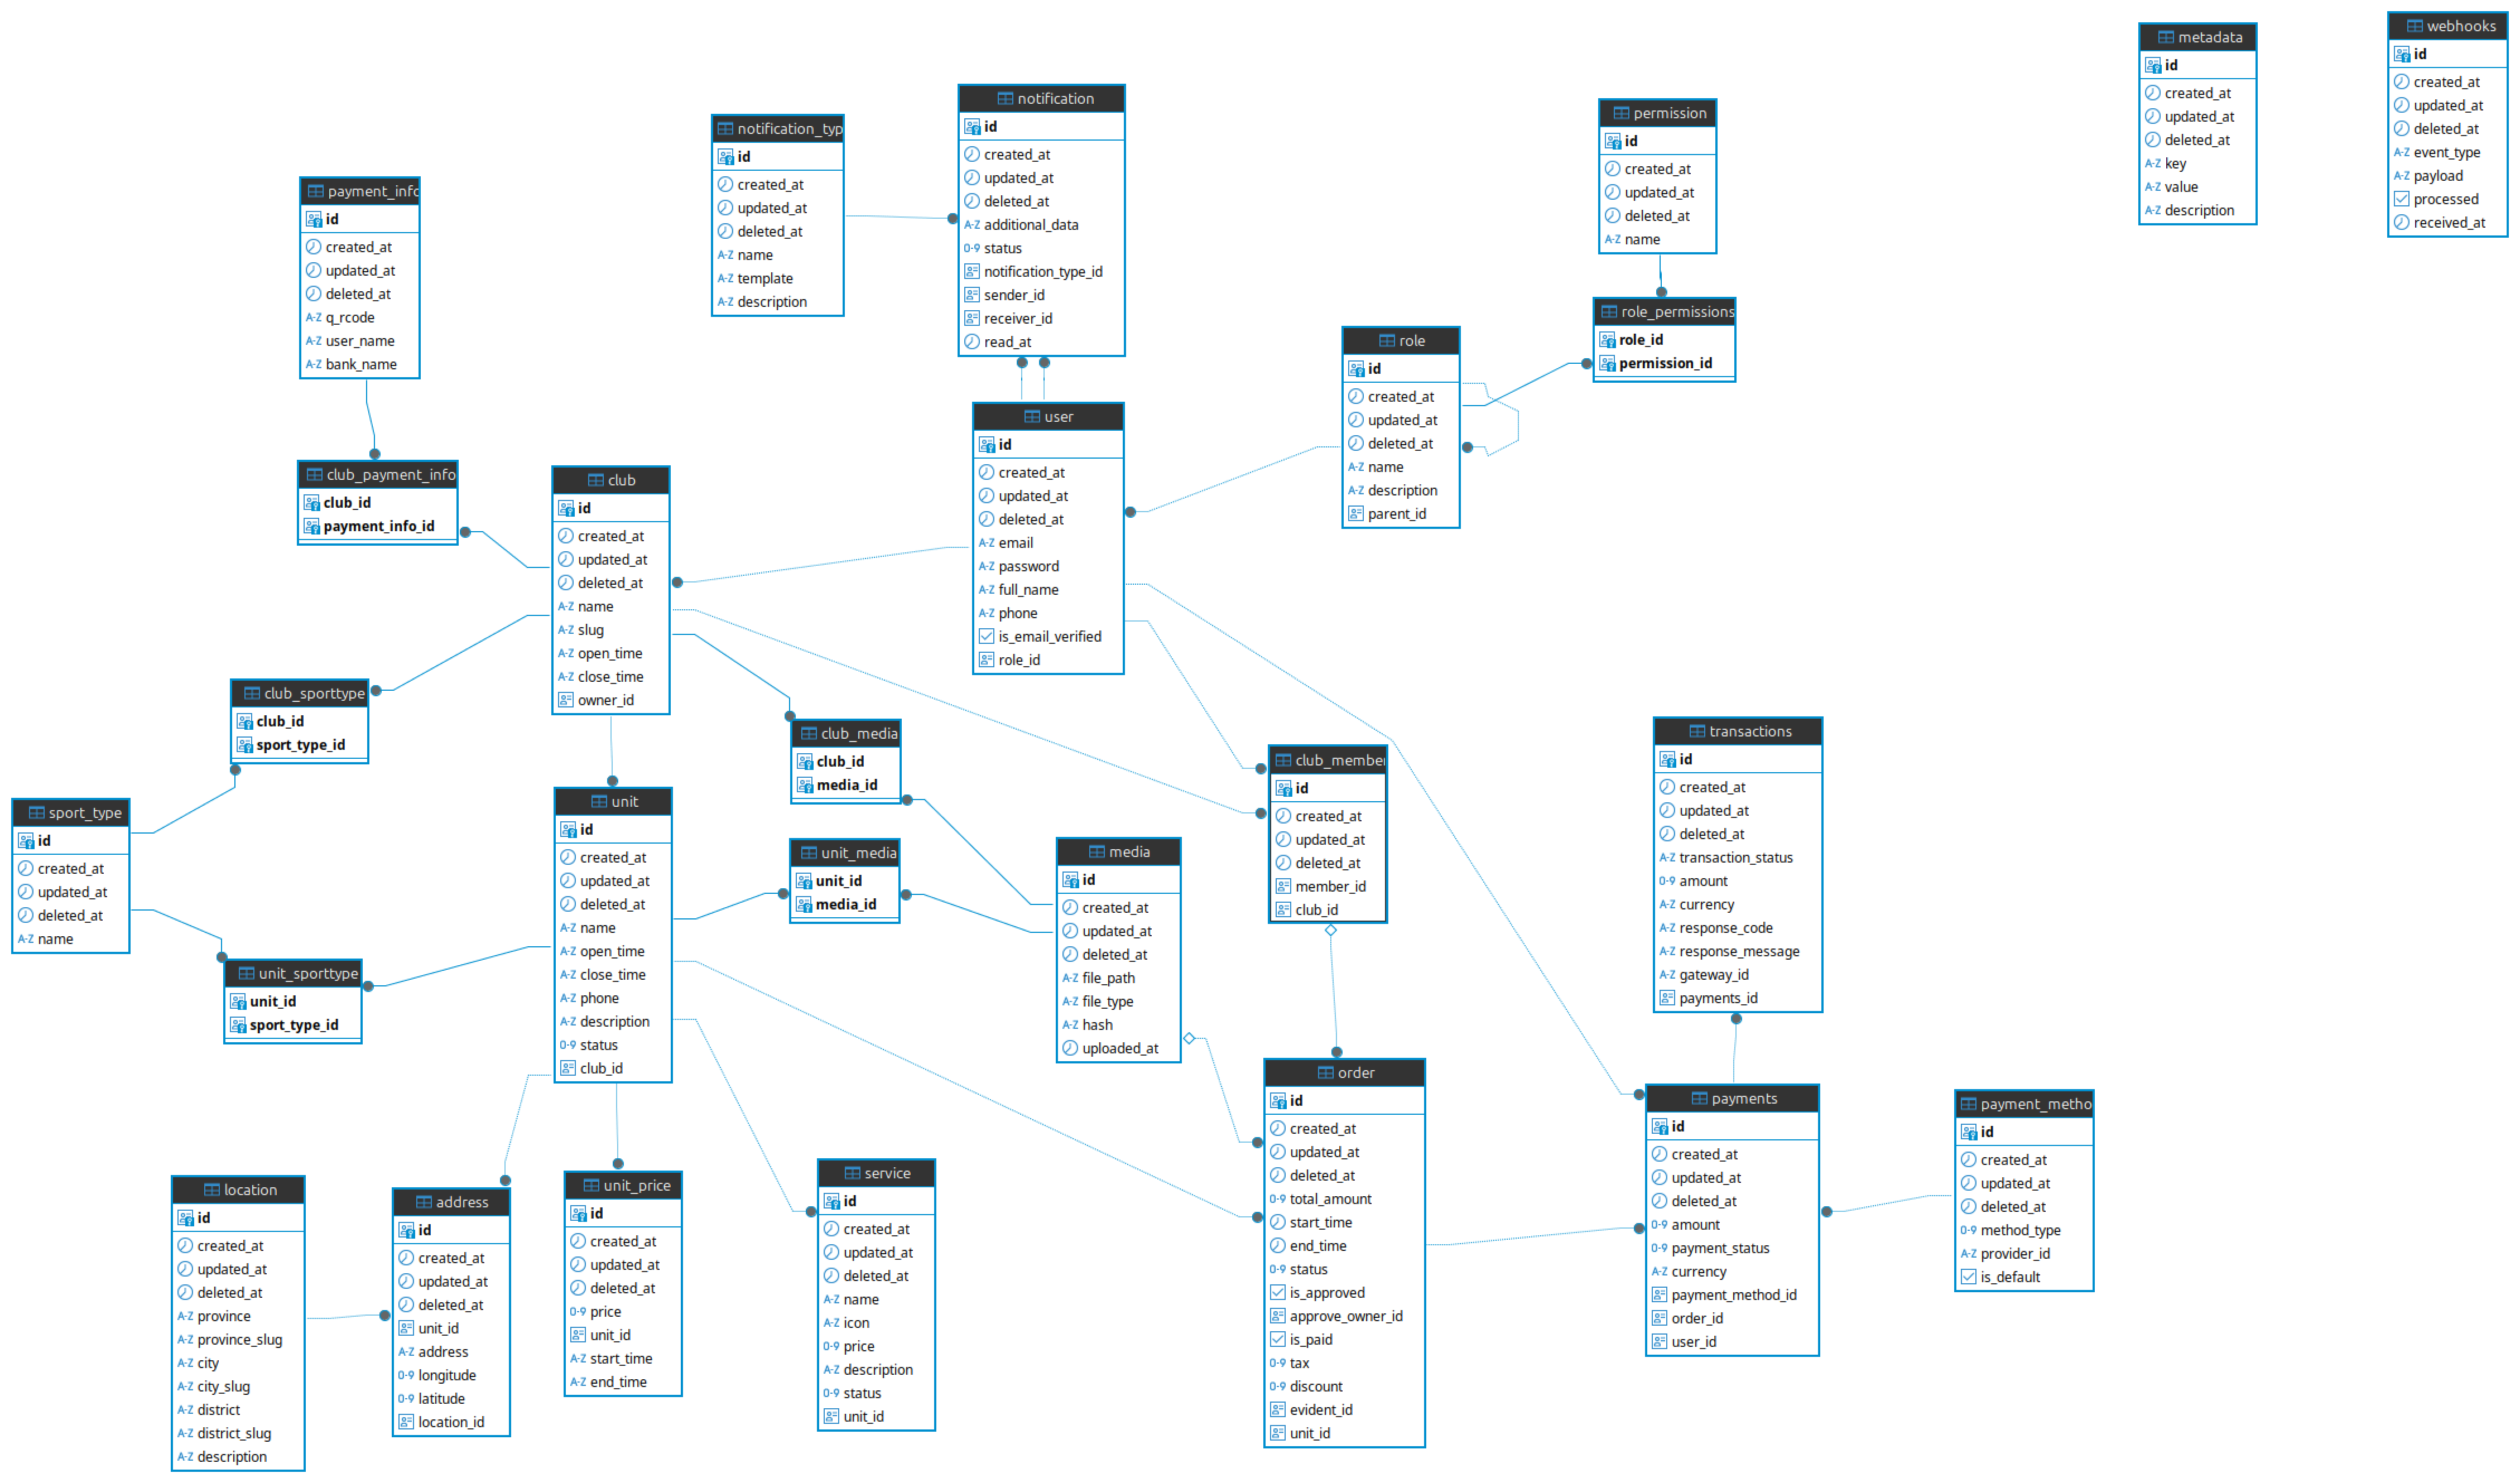 metadata
id
created_at
updated_at
deleted_at
key
value
description
webhooks
id
created_at
updated_at
deleted_at
event_type
payload
processed
received_at
notification
id
created_at
updated_at
deleted_at
additional_data
status
notification_type_id
sender_id
receiver_id
read_at
notification_typ
id
created_at
updated_at
deleted_at
name
template
description
permission
id
created_at
updated_at
deleted_at
name
payment_info
id
created_at
updated_at
deleted_at
q_rcode
user_name
bank_name
role_permissions
role_id
permission_id
role
id
created_at
updated_at
deleted_at
name
description
parent_id
user
id
created_at
updated_at
deleted_at
email
password
full_name
phone
is_email_verified
role_id
club_payment_info
club_id
payment_info_id
club
id
created_at
updated_at
deleted_at
name
slug
open_time
close_time
owner_id
club_sporttype
club_id
sport_type_id
club_media
club_id
media_id
club_member
id
created_at
updated_at
deleted_at
member_id
club_id
transactions
id
created_at
updated_at
deleted_at
transaction_status
amount
currency
response_code
response_message
gateway_id
payments_id
sport_type
id
created_at
updated_at
deleted_at
name
unit
id
created_at
updated_at
deleted_at
name
open_time
close_time
phone
description
status
club_id
unit_media
unit_id
media_id
media
id
created_at
updated_at
deleted_at
file_path
file_type
hash
uploaded_at
unit_sporttype
unit_id
sport_type_id
order
id
created_at
updated_at
deleted_at
total_amount
start_time
end_time
status
is_approved
approve_owner_id
is_paid
tax
discount
evident_id
unit_id
payments
id
created_at
updated_at
deleted_at
amount
payment_status
currency
payment_method_id
order_id
user_id
payment_metho
id
created_at
updated_at
deleted_at
method_type
provider_id
is_default
location
id
created_at
updated_at
deleted_at
province
province_slug
city
city_slug
district
district_slug
description
address
id
created_at
updated_at
deleted_at
unit_id
address
longitude
latitude
location_id
unit_price
id
created_at
updated_at
deleted_at
price
unit_id
start_time
end_time
service
id
created_at
updated_at
deleted_at
name
icon
price
description
status
unit_id